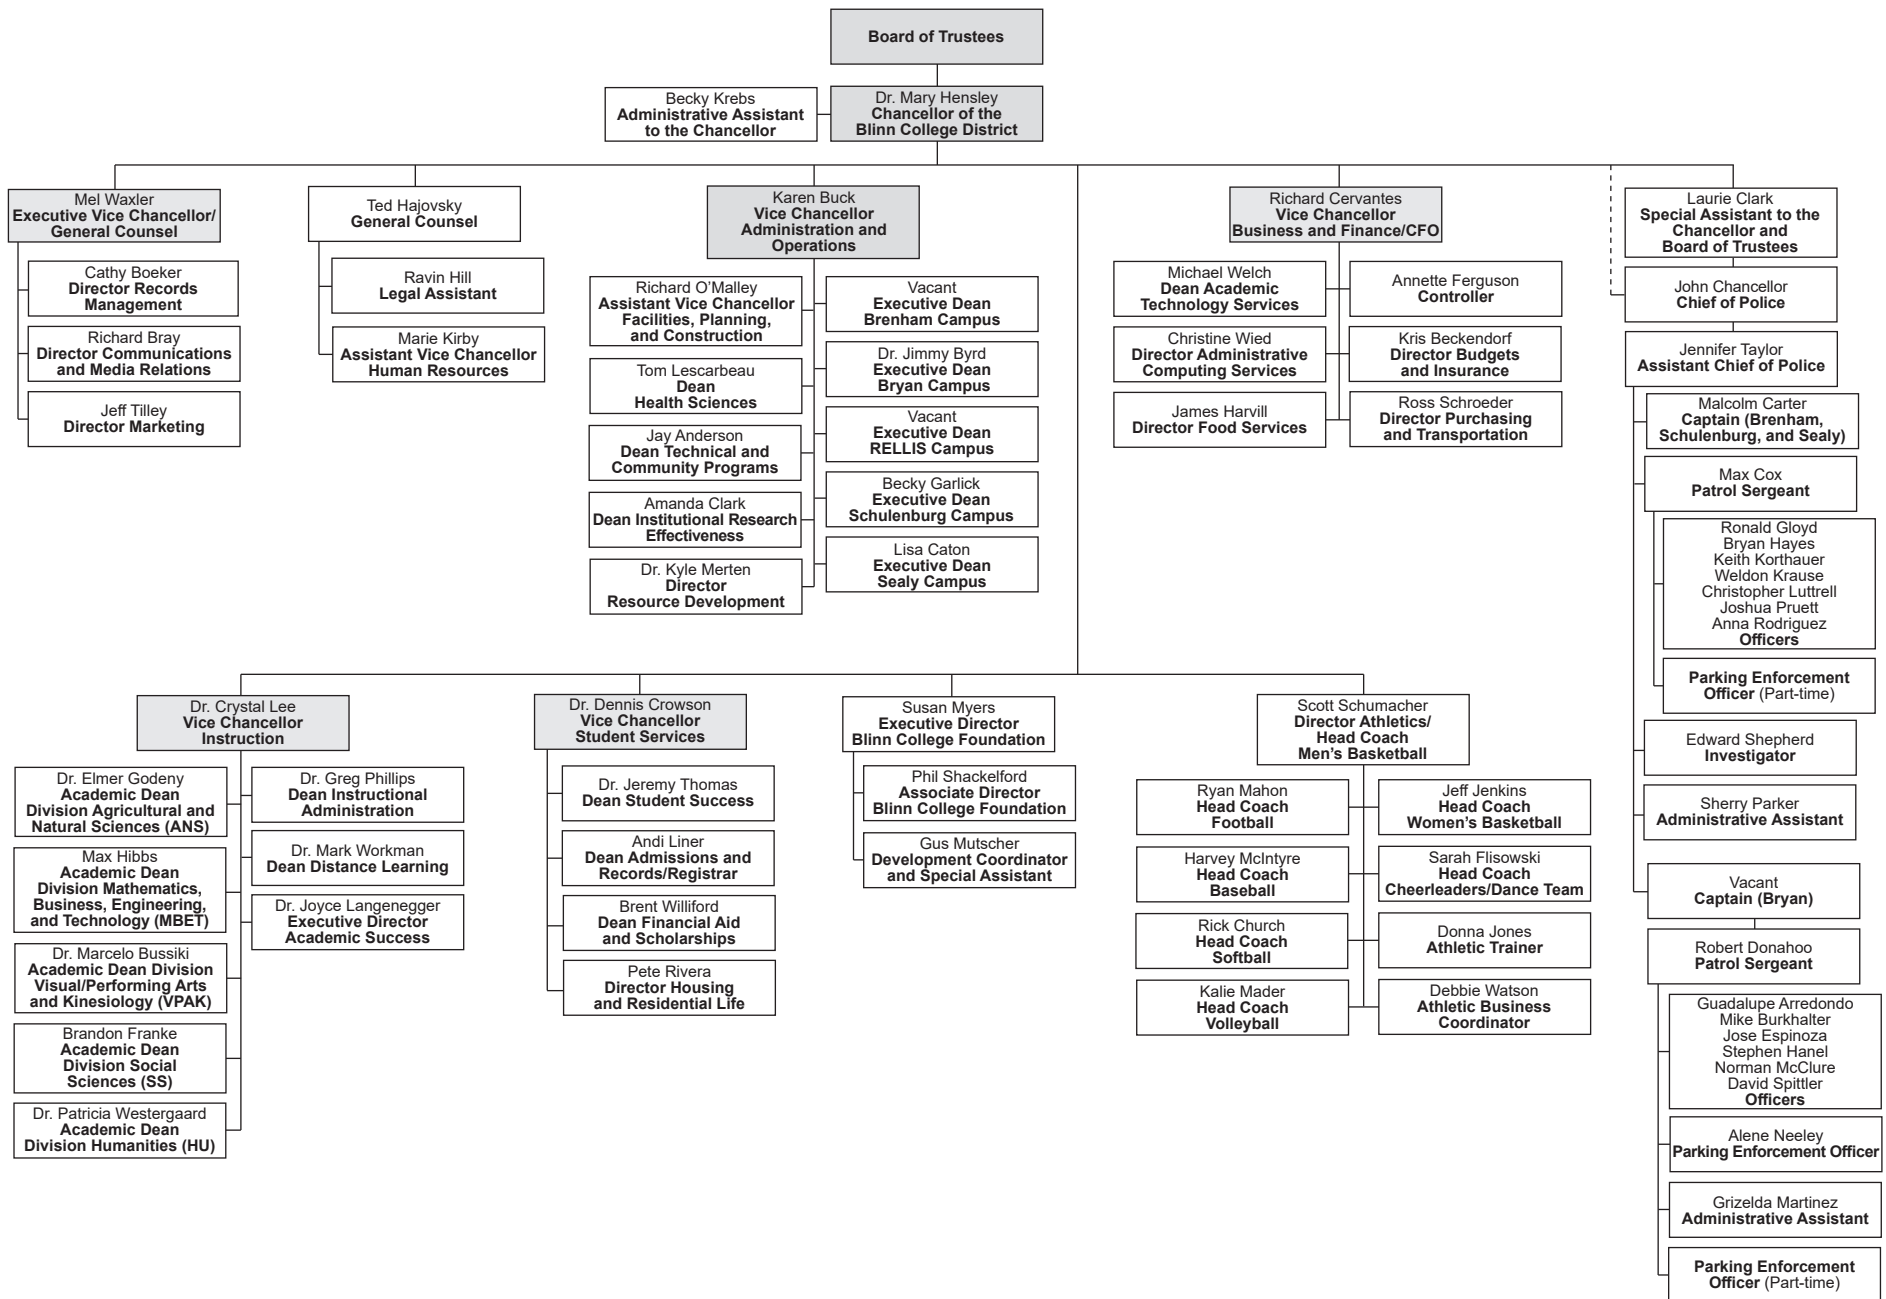 Board of Trustees
Becky Krebs
Administrative Assistant
to the Chancellor
Dr. Mary Hensley
Chancellor of the
Blinn College District
Mel Waxler
Executive Vice Chancellor/
General Counsel
Cathy Boeker
Director Records
Management
Richard Bray
Director Communications
and Media Relations
Jeff Tilley
Director Marketing
Ted Hajovsky
General Counsel
Ravin Hill
Legal Assistant
Marie Kirby
Assistant Vice Chancellor
Human Resources
Karen Buck
Vice Chancellor
Administration and
Operations
Richard O’Malley
Assistant Vice Chancellor
Facilities, Planning,
and Construction
Tom Lescarbeau
Dean
Health Sciences
Jay Anderson
Dean Technical and
Community Programs
Amanda Clark
Dean Institutional Research
Effectiveness
Dr. Kyle Merten
Director
Resource Development
Vacant
Executive Dean
Brenham Campus
Dr. Jimmy Byrd
Executive Dean
Bryan Campus
Vacant
Executive Dean
RELLIS Campus
Becky Garlick
Executive Dean
Schulenburg Campus
Lisa Caton
Executive Dean
Sealy Campus
Richard Cervantes
Vice Chancellor
Business and Finance/CFO
Michael Welch
Dean Academic
Technology Services
Christine Wied
Director Administrative
Computing Services
James Harvill
Director Food Services
Annette Ferguson
Controller
Kris Beckendorf
Director Budgets
and Insurance
Ross Schroeder
Director Purchasing
and Transportation
Laurie Clark
Special Assistant to the
Chancellor and
Board of Trustees
John Chancellor
Chief of Police
Jennifer Taylor
Assistant Chief of Police
Malcolm Carter
Captain (Brenham,
Schulenburg, and Sealy)
Max Cox
Patrol Sergeant
Ronald Gloyd
Bryan Hayes
Keith Korthauer
Weldon Krause
Christopher Luttrell
Joshua Pruett
Anna Rodriguez
Officers
Parking Enforcement
Officer (Part-time)
Edward Shepherd
Investigator
Sherry Parker
Administrative Assistant
Vacant
Captain (Bryan)
Robert Donahoo
Patrol Sergeant
Guadalupe Arredondo
Mike Burkhalter
Jose Espinoza
Stephen Hanel
Norman McClure
David Spittler
Officers
Alene Neeley
Parking Enforcement Officer
Grizelda Martinez
Administrative Assistant
Parking Enforcement
Officer (Part-time)
Dr. Crystal Lee
Vice Chancellor
Instruction
Dr. Elmer Godeny
Academic Dean
Division Agricultural and
Natural Sciences (ANS)
Max Hibbs
Academic Dean
Division Mathematics,
Business, Engineering,
and Technology (MBET)
Dr. Marcelo Bussiki
Academic Dean Division
Visual/Performing Arts
and Kinesiology (VPAK)
Brandon Franke
Academic Dean
Division Social
Sciences (SS)
Dr. Patricia Westergaard
Academic Dean
Division Humanities (HU)
Dr. Greg Phillips
Dean Instructional
Administration
Dr. Mark Workman
Dean Distance Learning
Dr. Joyce Langenegger
Executive Director
Academic Success
Dr. Dennis Crowson
Vice Chancellor
Student Services
Dr. Jeremy Thomas
Dean Student Success
Andi Liner
Dean Admissions and
Records/Registrar
Brent Williford
Dean Financial Aid
and Scholarships
Pete Rivera
Director Housing
and Residential Life
Susan Myers
Executive Director
Blinn College Foundation
Phil Shackelford
Associate Director
Blinn College Foundation
Gus Mutscher
Development Coordinator
and Special Assistant
Scott Schumacher
Director Athletics/
Head Coach
Men’s Basketball
Ryan Mahon
Head Coach
Football
Harvey McIntyre
Head Coach
Baseball
Rick Church
Head Coach
Softball
Kalie Mader
Head Coach
Volleyball
Jeff Jenkins
Head Coach
Women’s Basketball
Sarah Flisowski
Head Coach
Cheerleaders/Dance Team
Donna Jones
Athletic Trainer
Debbie Watson
Athletic Business
Coordinator